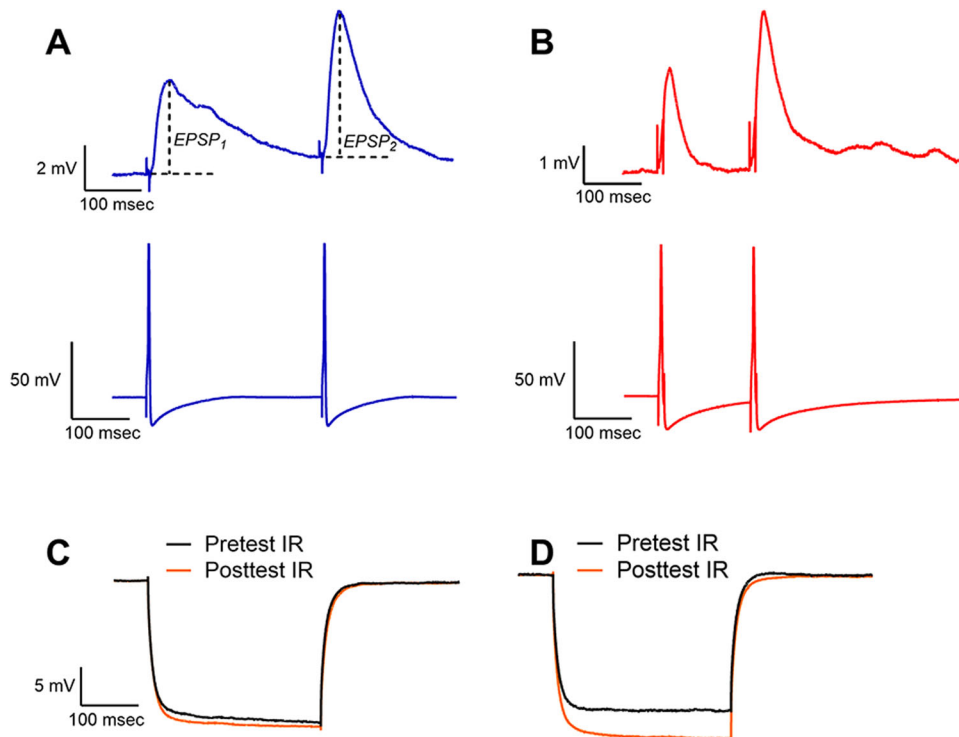 A
B
EPSP1
EPSP2
2 mV
100 msec
1 mV
100 msec
50 mV
100 msec
50 mV
100 msec
C
Pretest IR
Posttest IR
D
Pretest IR
Posttest IR
5 mV
100 msec